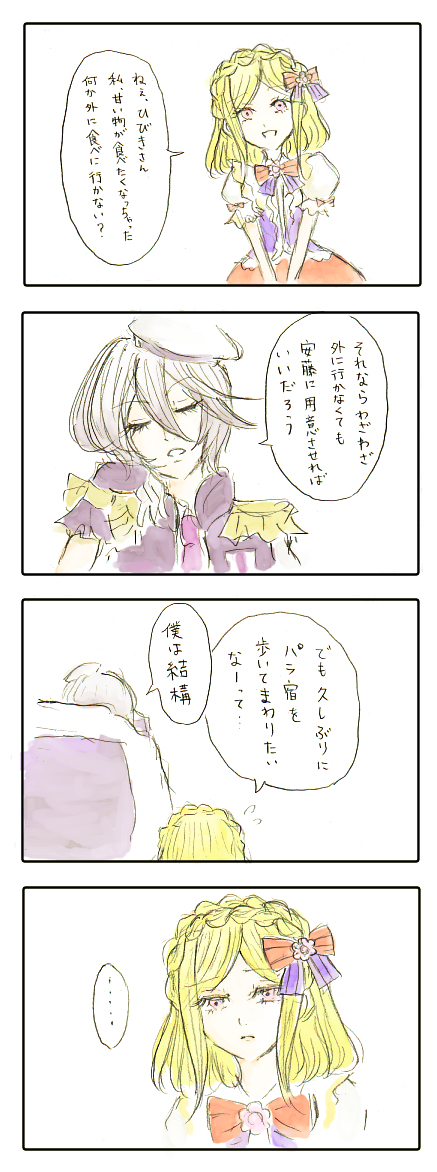 ねぇ、ひびきさん
私、甘い物が食べたくなっちゃった
何か外に食べに行かない？
それなら わざわざ
外に行かなくても
安藤に用意させれば
いいだろう
でも 久しぶりに
パラ宿を
歩いてまわりたい
なーって…
僕は結構
……